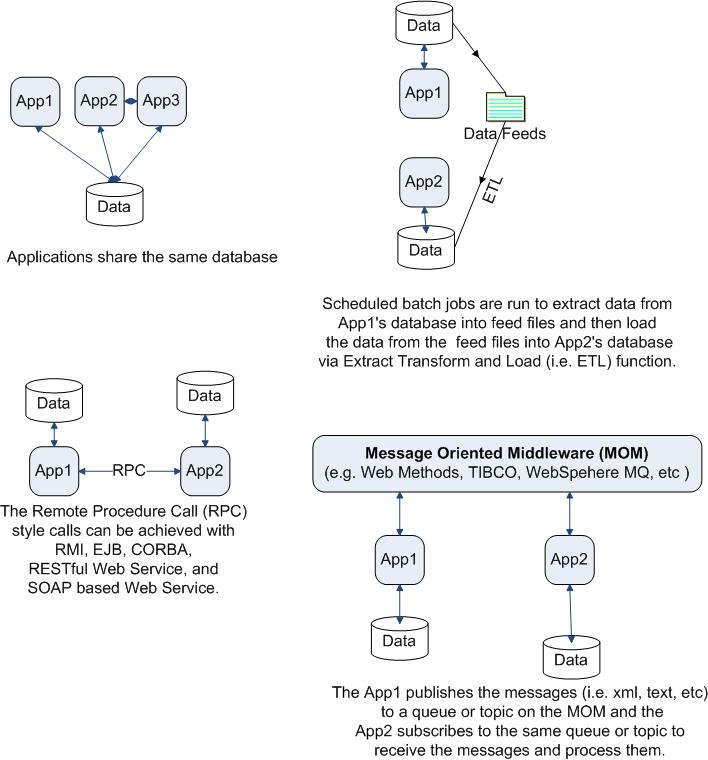 App1
App2
App3
Data
Applications share the same database
Data
App1
Data Feeds
App2
ETL
Data
Scheduled batch jobs are run to extract data from
App1's database into feed files and then load
the data from the feed files into App2's database
via Extract Transform and Load (i.e. ETL) function.
Data
Data
App1
RPC
App2
The Remote Procedure Call (RPC)
style calls can be achieved with
RMI, EJB, CORBA,
RESTful Web Service, and
SOAP based Web Service.
Message Oriented Middleware (MOM)
(e.g. Web Methods, TIBCO, WebSpehere MQ, etc )
App1
App2
Data
Data
The App1 publishes the messages (i.e. xml, text, etc)
to a queue or topic on the MOM and the
App2 subscribes to the same queue or topic to
receive the messages and process them.